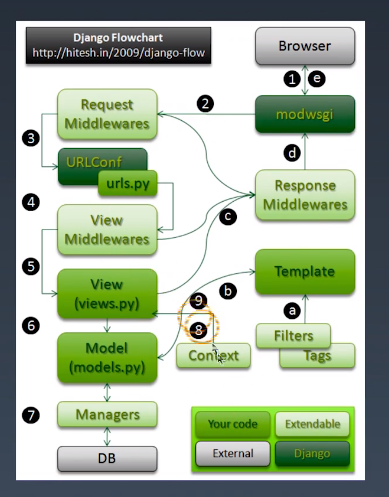 Django Flowchart
http://hitesh.in/2009/django-flow
Browser
1
e
Request
Middlewares
2
modwsgi
3
URLConf
urls.py
d
4
View
Middlewares
c
Response
Middlewares
5
View
(views.py)
9
b
Template
8
a
6
Model
(models.py)
Context
Filters
Tags
7
Managers
Your code
Extendable
DB
External
Django